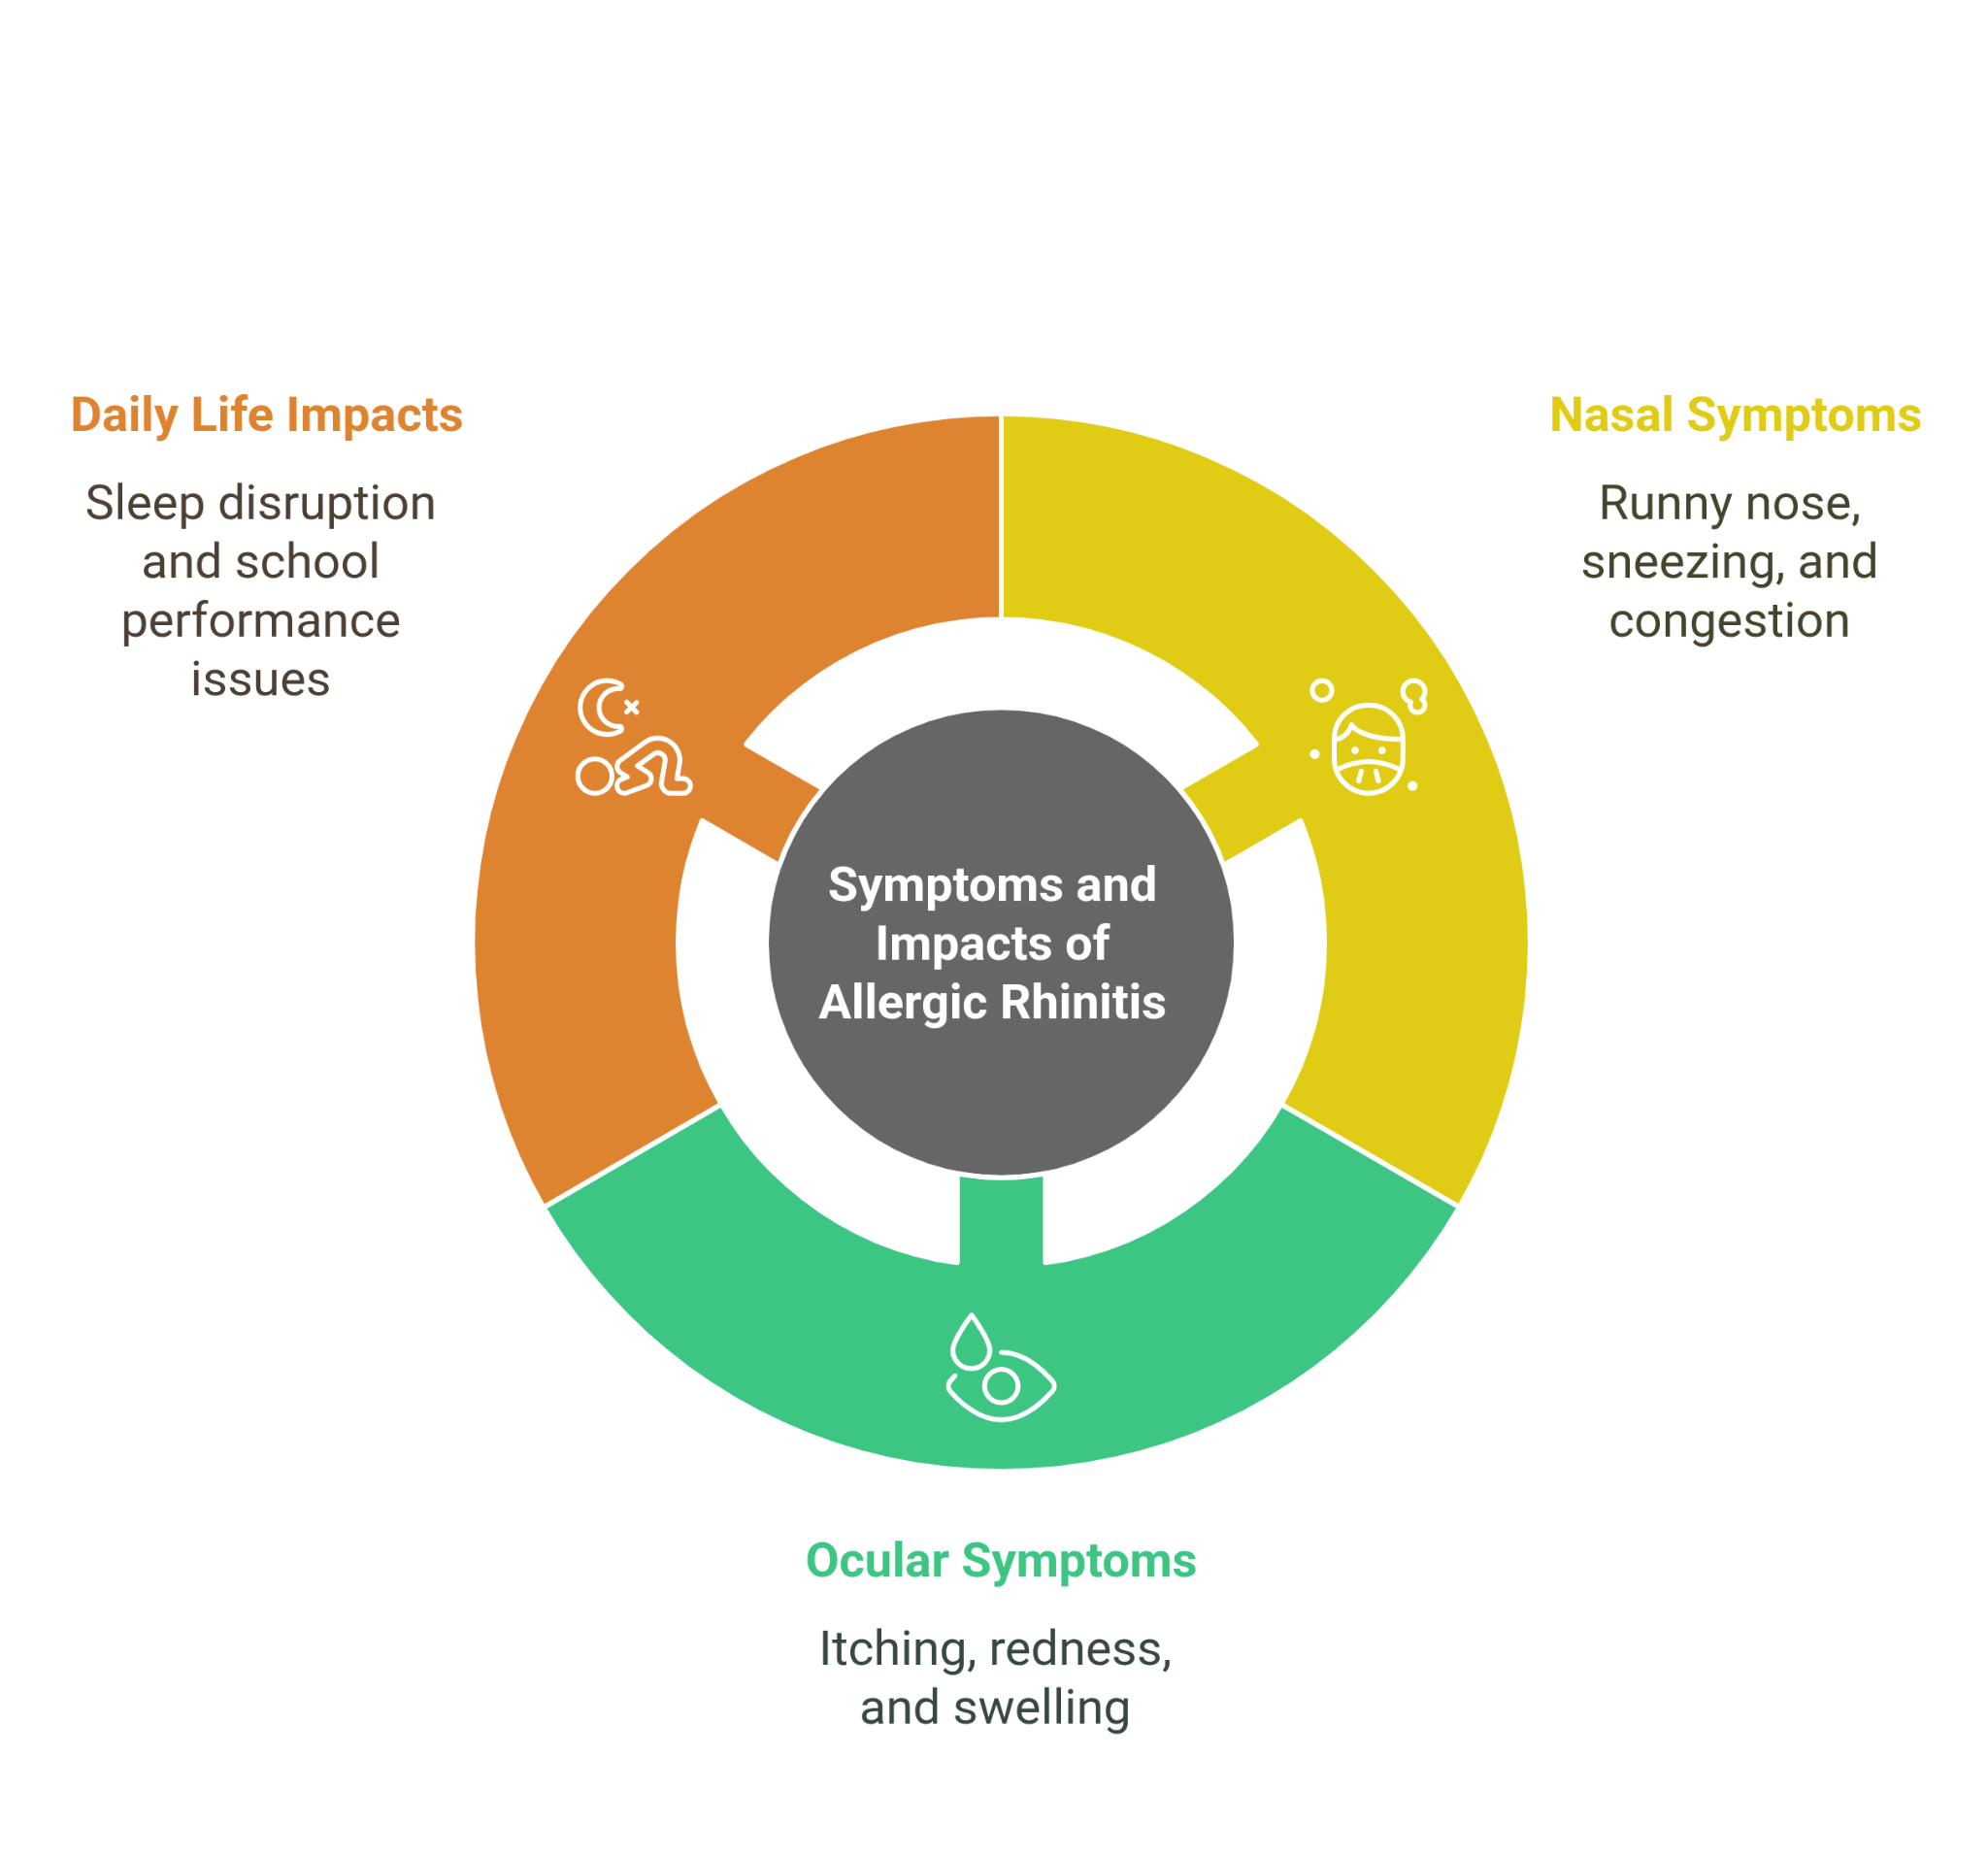 Daily Life Impacts
Sleep disruption
and school
performance
issues
Nasal Symptoms
Runny nose,
sneezing, and
congestion
Symptoms and
Impacts of
Allergic Rhinitis
Ocular Symptoms
Itching, redness,
and swelling